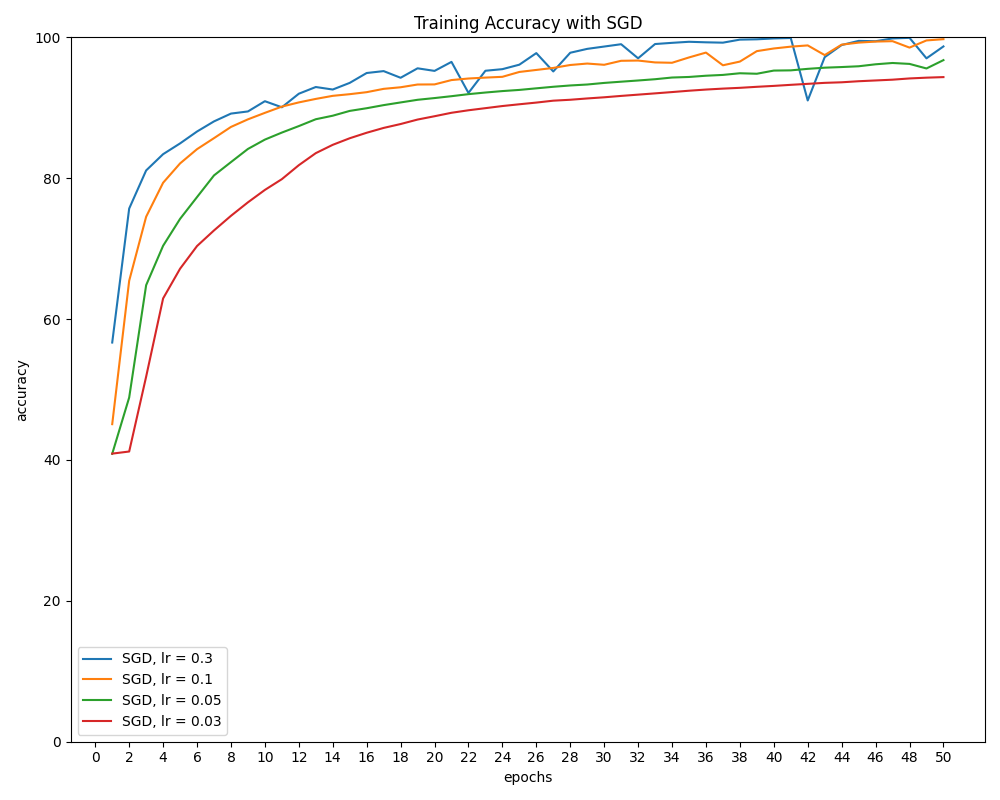 Training Accuracy with SGD
100
80
60
40
20
0
accuracy
SGD, lr = 0.3
SGD, lr = 0.1
SGD, lr = 0.05
SGD, lr = 0.03
0 2 4 6 8 10 12 14 16 18 20 22 24 26 28 30 32 34 36 38 40 42 44 46 48 50
epochs